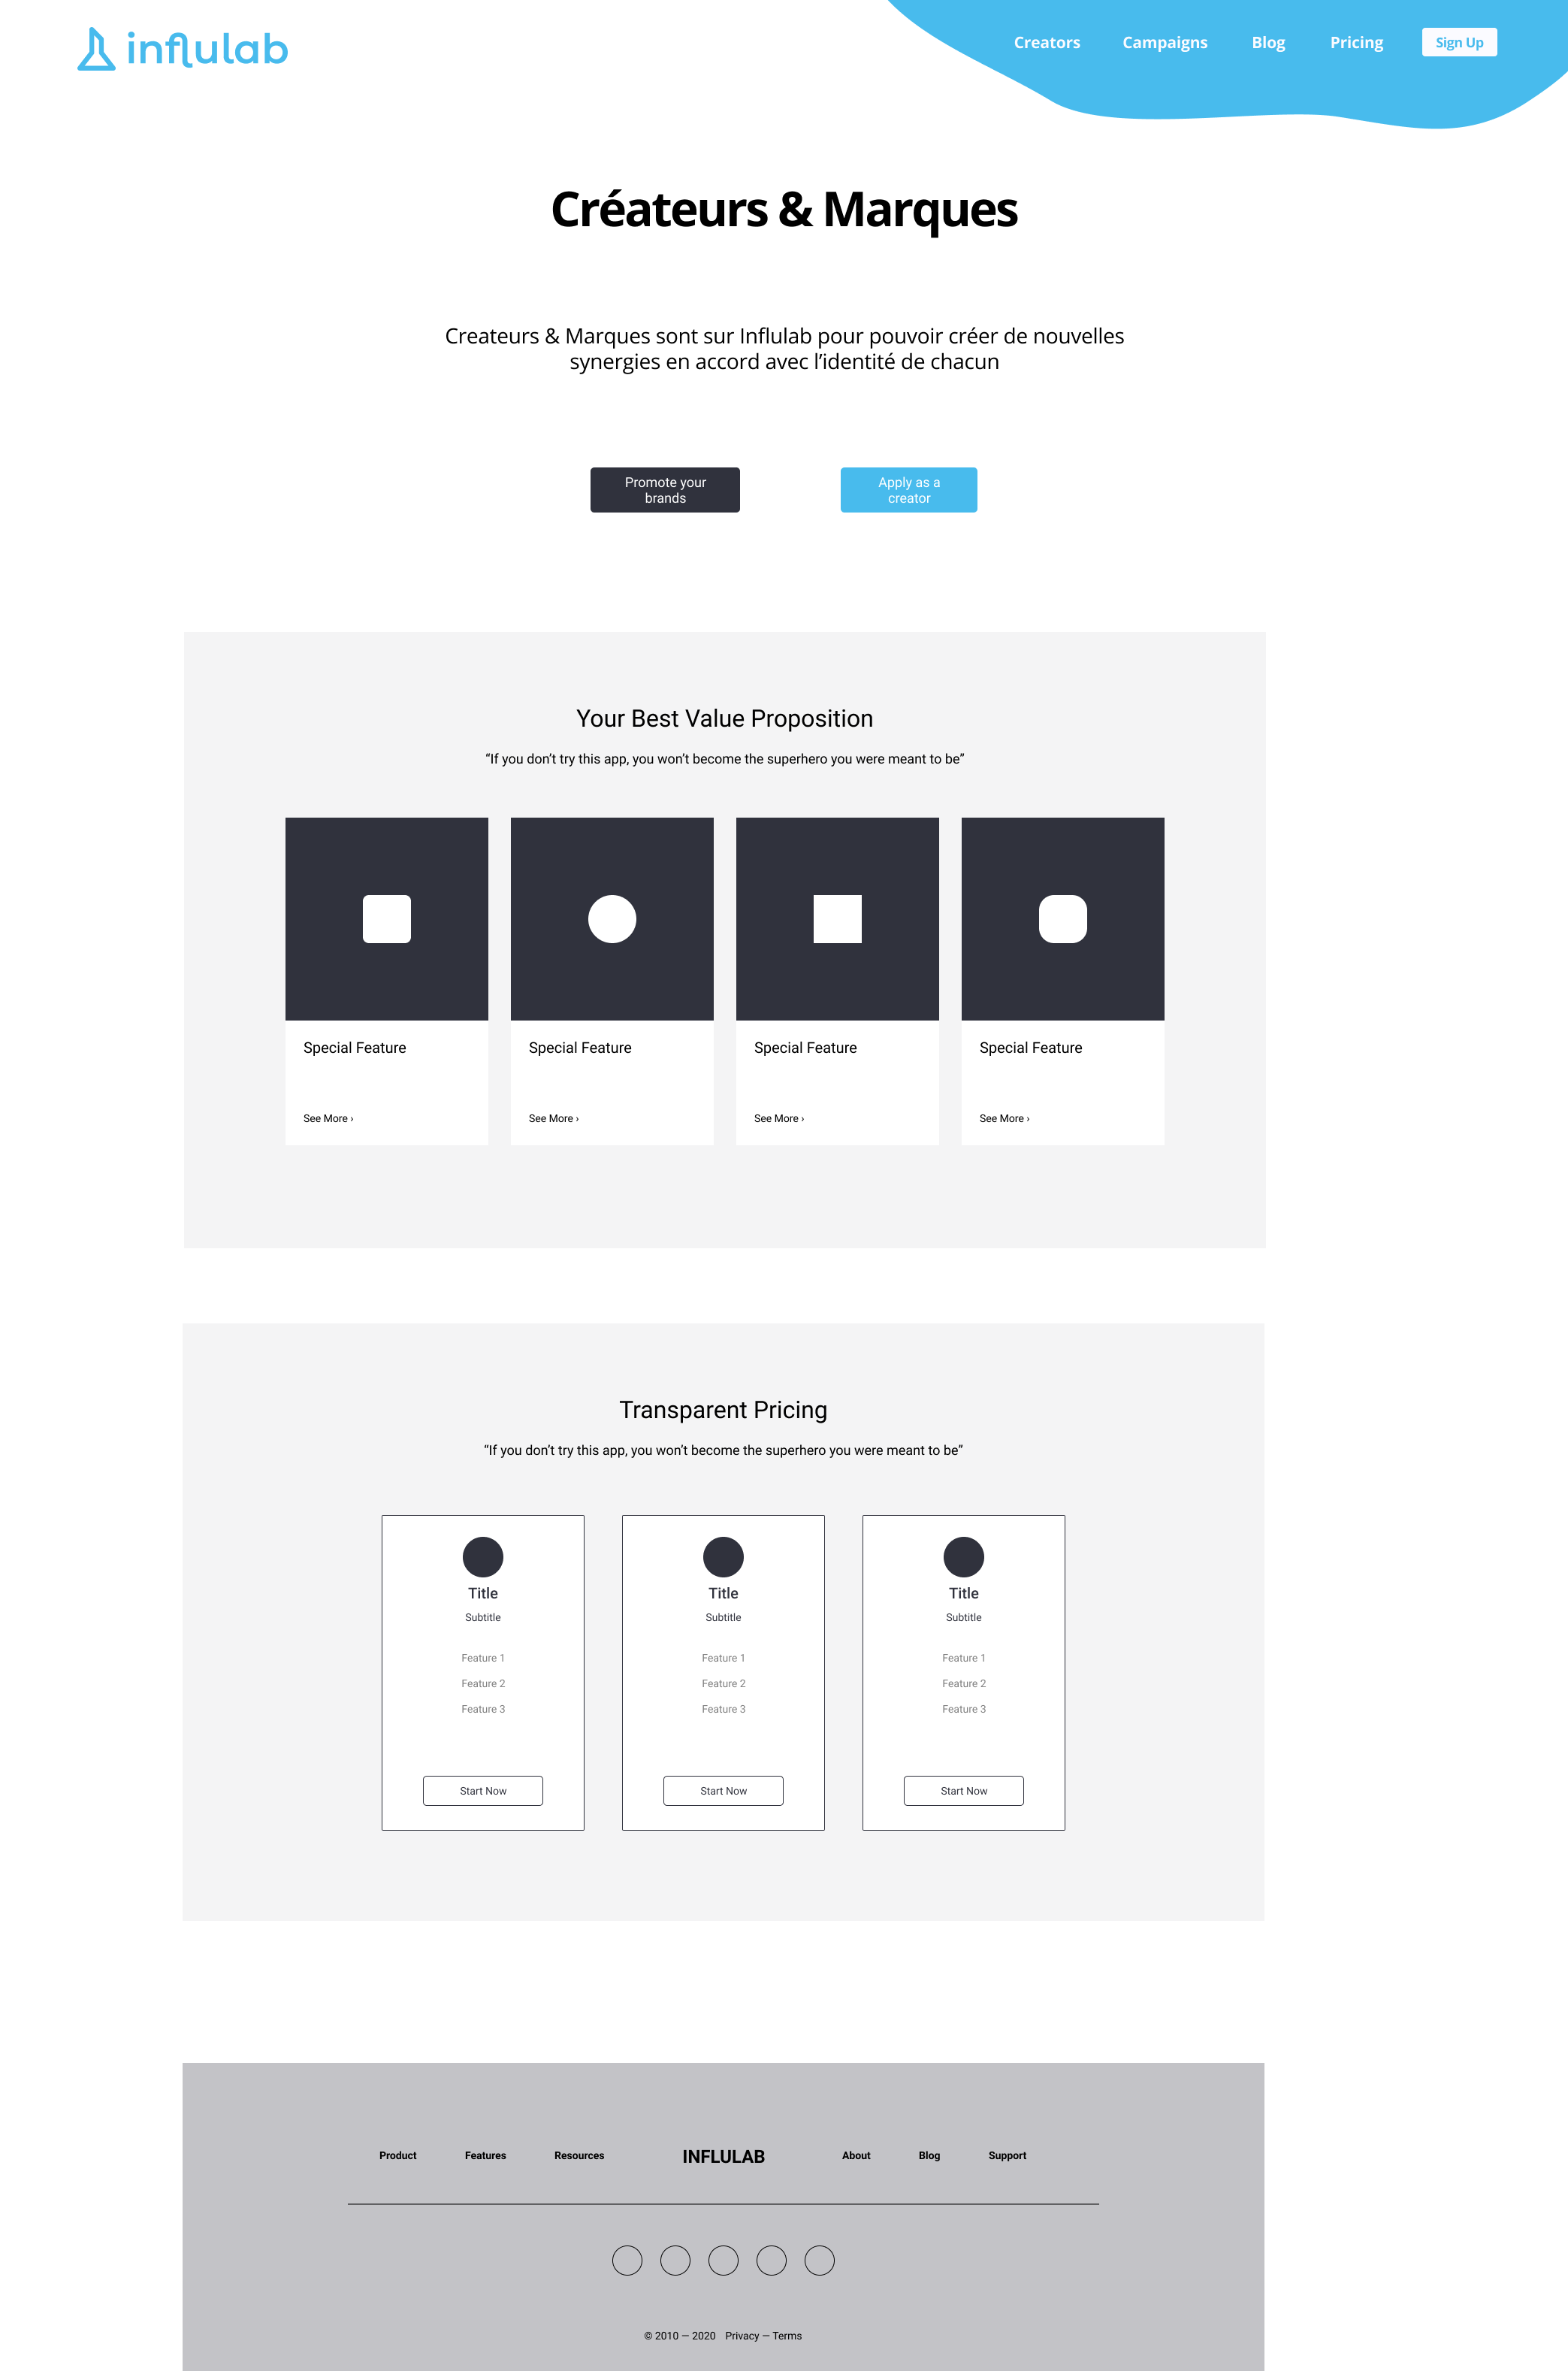 influlab
Creators Campaigns Blog Pricing Sign Up
Créateurs & Marques
Createurs & Marques sont sur Influlab pour pouvoir créer de nouvelles
synergies en accord avec l’identité de chacun
Promote your
brands
Apply as a
creator
Your Best Value Proposition
“If you don’t try this app, you won’t become the superhero you were meant to be”
Special Feature
See More ›
Special Feature
See More ›
Special Feature
See More ›
Special Feature
See More ›
Transparent Pricing
“If you don’t try this app, you won’t become the superhero you were meant to be”
Title
Subtitle
Feature 1
Feature 2
Feature 3
Start Now
Title
Subtitle
Feature 1
Feature 2
Feature 3
Start Now
Title
Subtitle
Feature 1
Feature 2
Feature 3
Start Now
Product Features Resources INFLULAB About Blog Support
© 2010 — 2020 Privacy — Terms